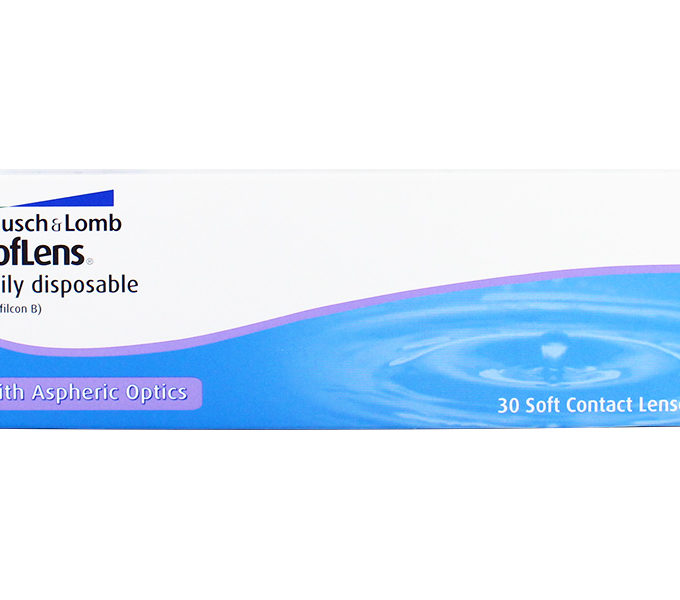 usch & Lomb
ofLens®
ily disposable
filcon B)
ith Aspheric Optics
30 Soft Contact Lense